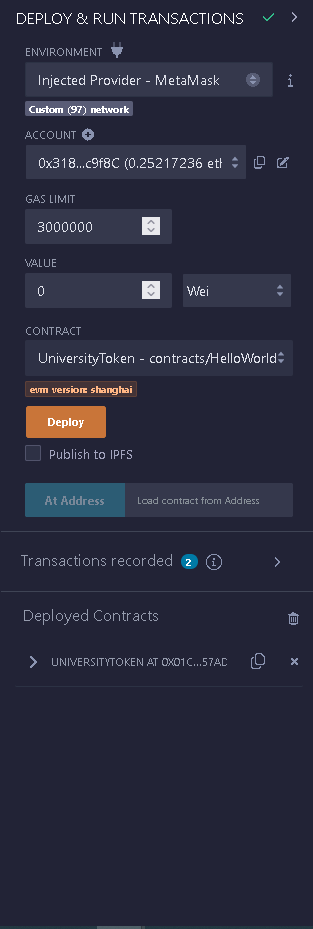 DEPLOY & RUN TRANSACTIONS
ENVIRONMENT
Injected Provider - MetaMask
Custom (97) network
ACCOUNT
0x318...c9f8C (0.25217236 eth
GAS LIMIT
3000000
VALUE
0 Wei
CONTRACT
UniversityToken - contracts/HelloWorld
evm version: shanghai
Deploy
Publish to IPFS
At Address Load contract from Address
Transactions recorded 2 i
Deployed Contracts
UNIVERSITYTOKEN AT 0X01C...57AD